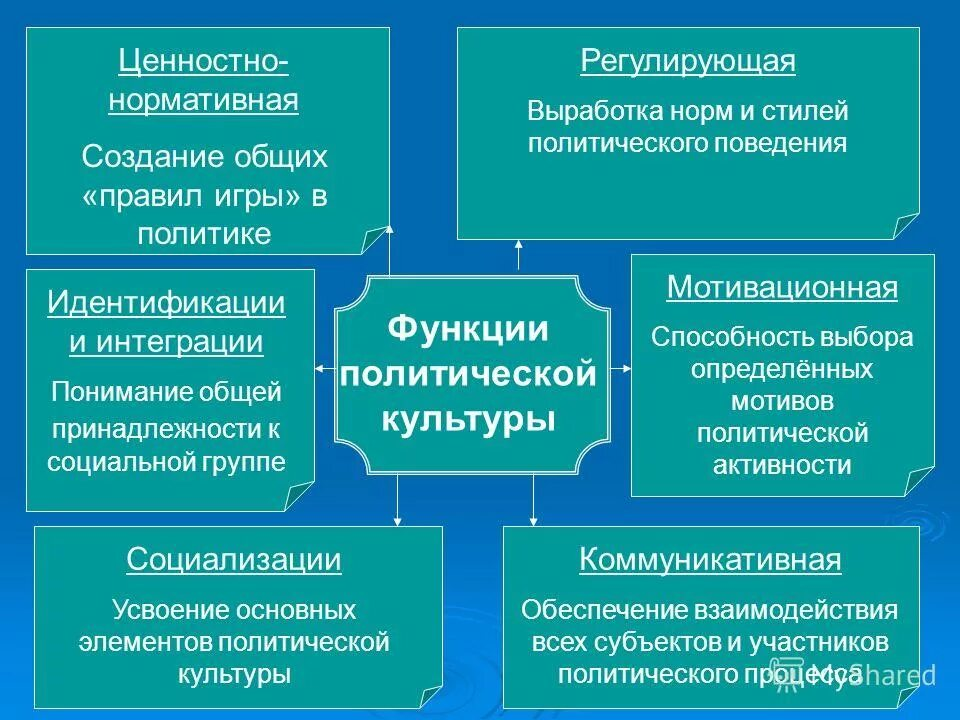 Ценностно-
нормативная
Создание общих
«правил игры» в
политике
Регулирующая
Выработка норм и стилей
политического поведения
Идентификации
и интеграции
Понимание общей
принадлежности к
социальной группе
Функции
политической
культуры
Мотивационная
Способность выбора
определённых
мотивов
политической
активности
Социализации
Усвоение основных
элементов политической
культуры
Коммуникативная
Обеспечение взаимодействия
всех субъектов и участников
политического процесса
MyShared